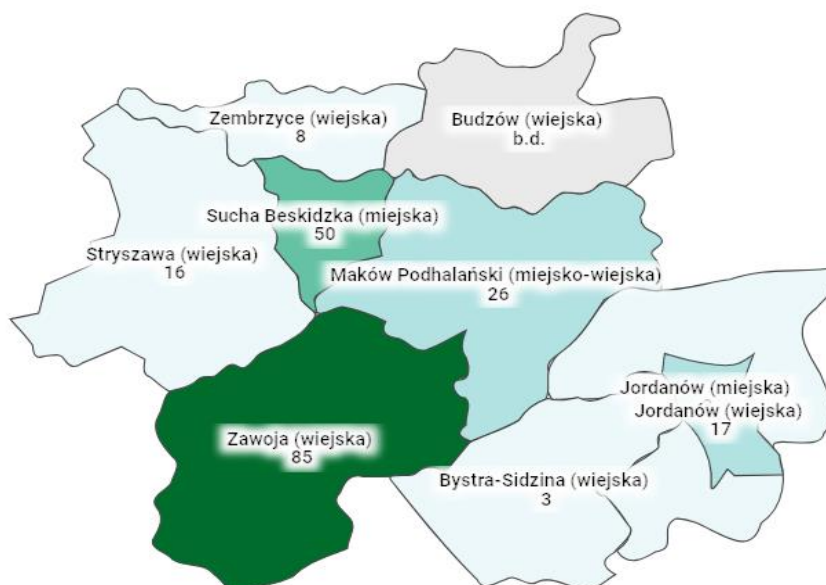 Zembrzyce (wiejska)
8
Budzów (wiejska)
b.d.
Sucha Beskidzka (miejska)
50
Stryszawa (wiejska)
16
Maków Podhalański (miejsko-wiejska)
26
Jordanów (miejska)
Jordanów (wiejska)
17
Zawoja (wiejska)
85
Bystra-Sidzina (wiejska)
3